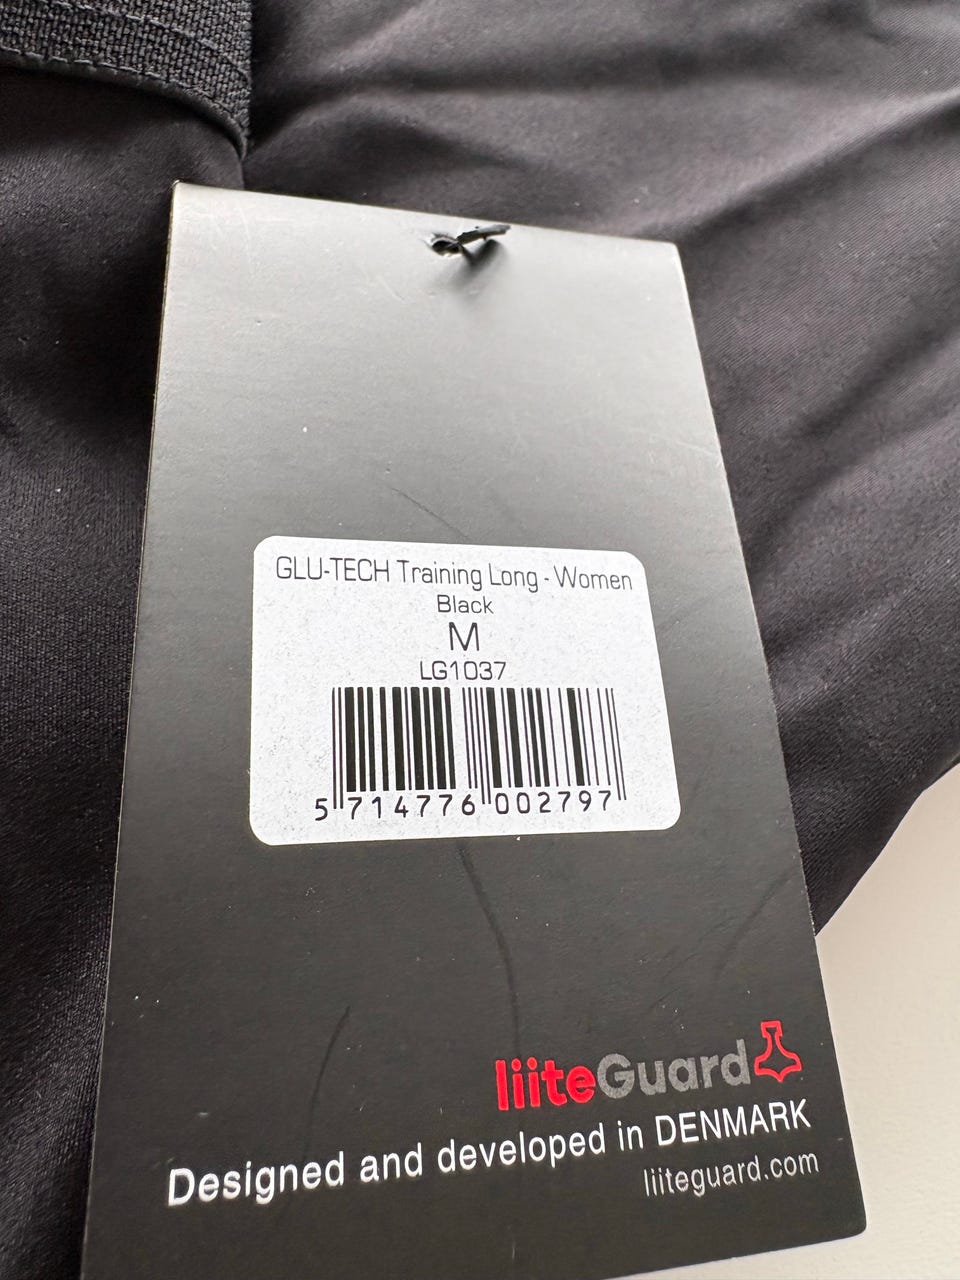 GLU-TECH Training Long - Women
Black
M
LG1037
5 714776 002797
liiteGuard
Designed and developed in DENMARK
liiteguard.com